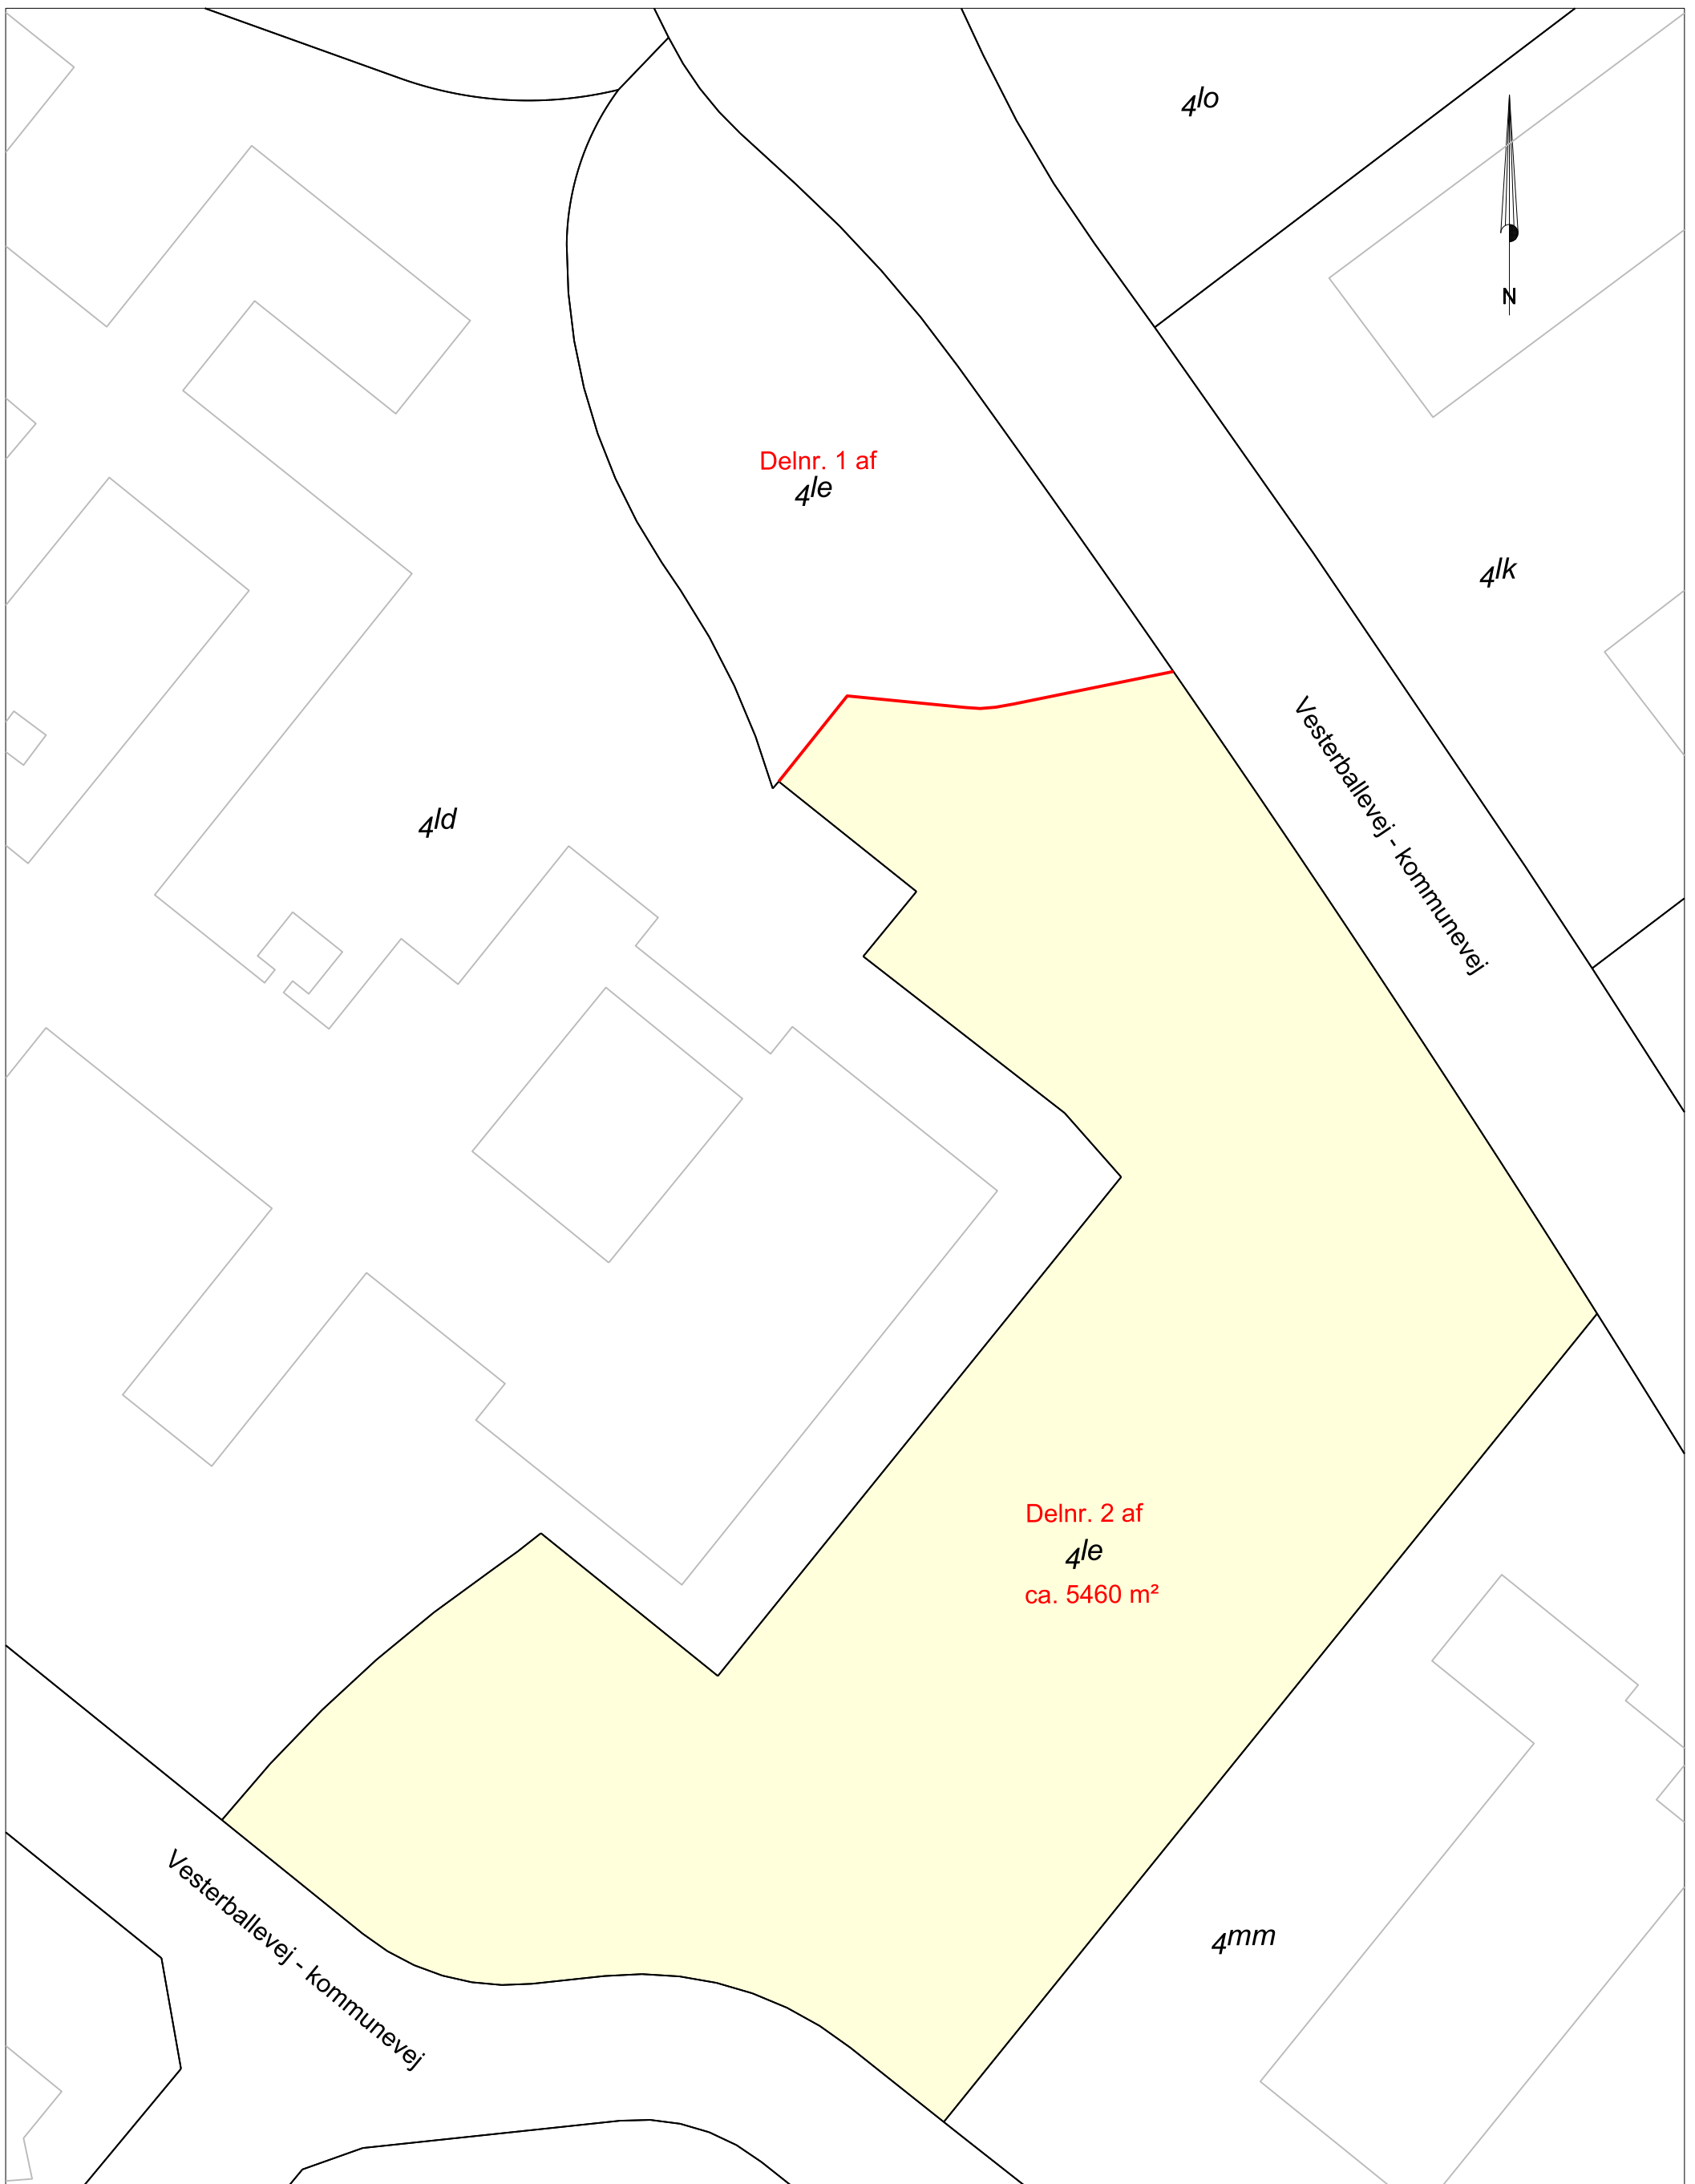 4lo
N
Delnr. 1 af
4le
4lk
Vesterballevej - kommunevej
4ld
Delnr. 2 af
4le
ca. 5460 m²
Vesterballevej - kommunevej
4mm